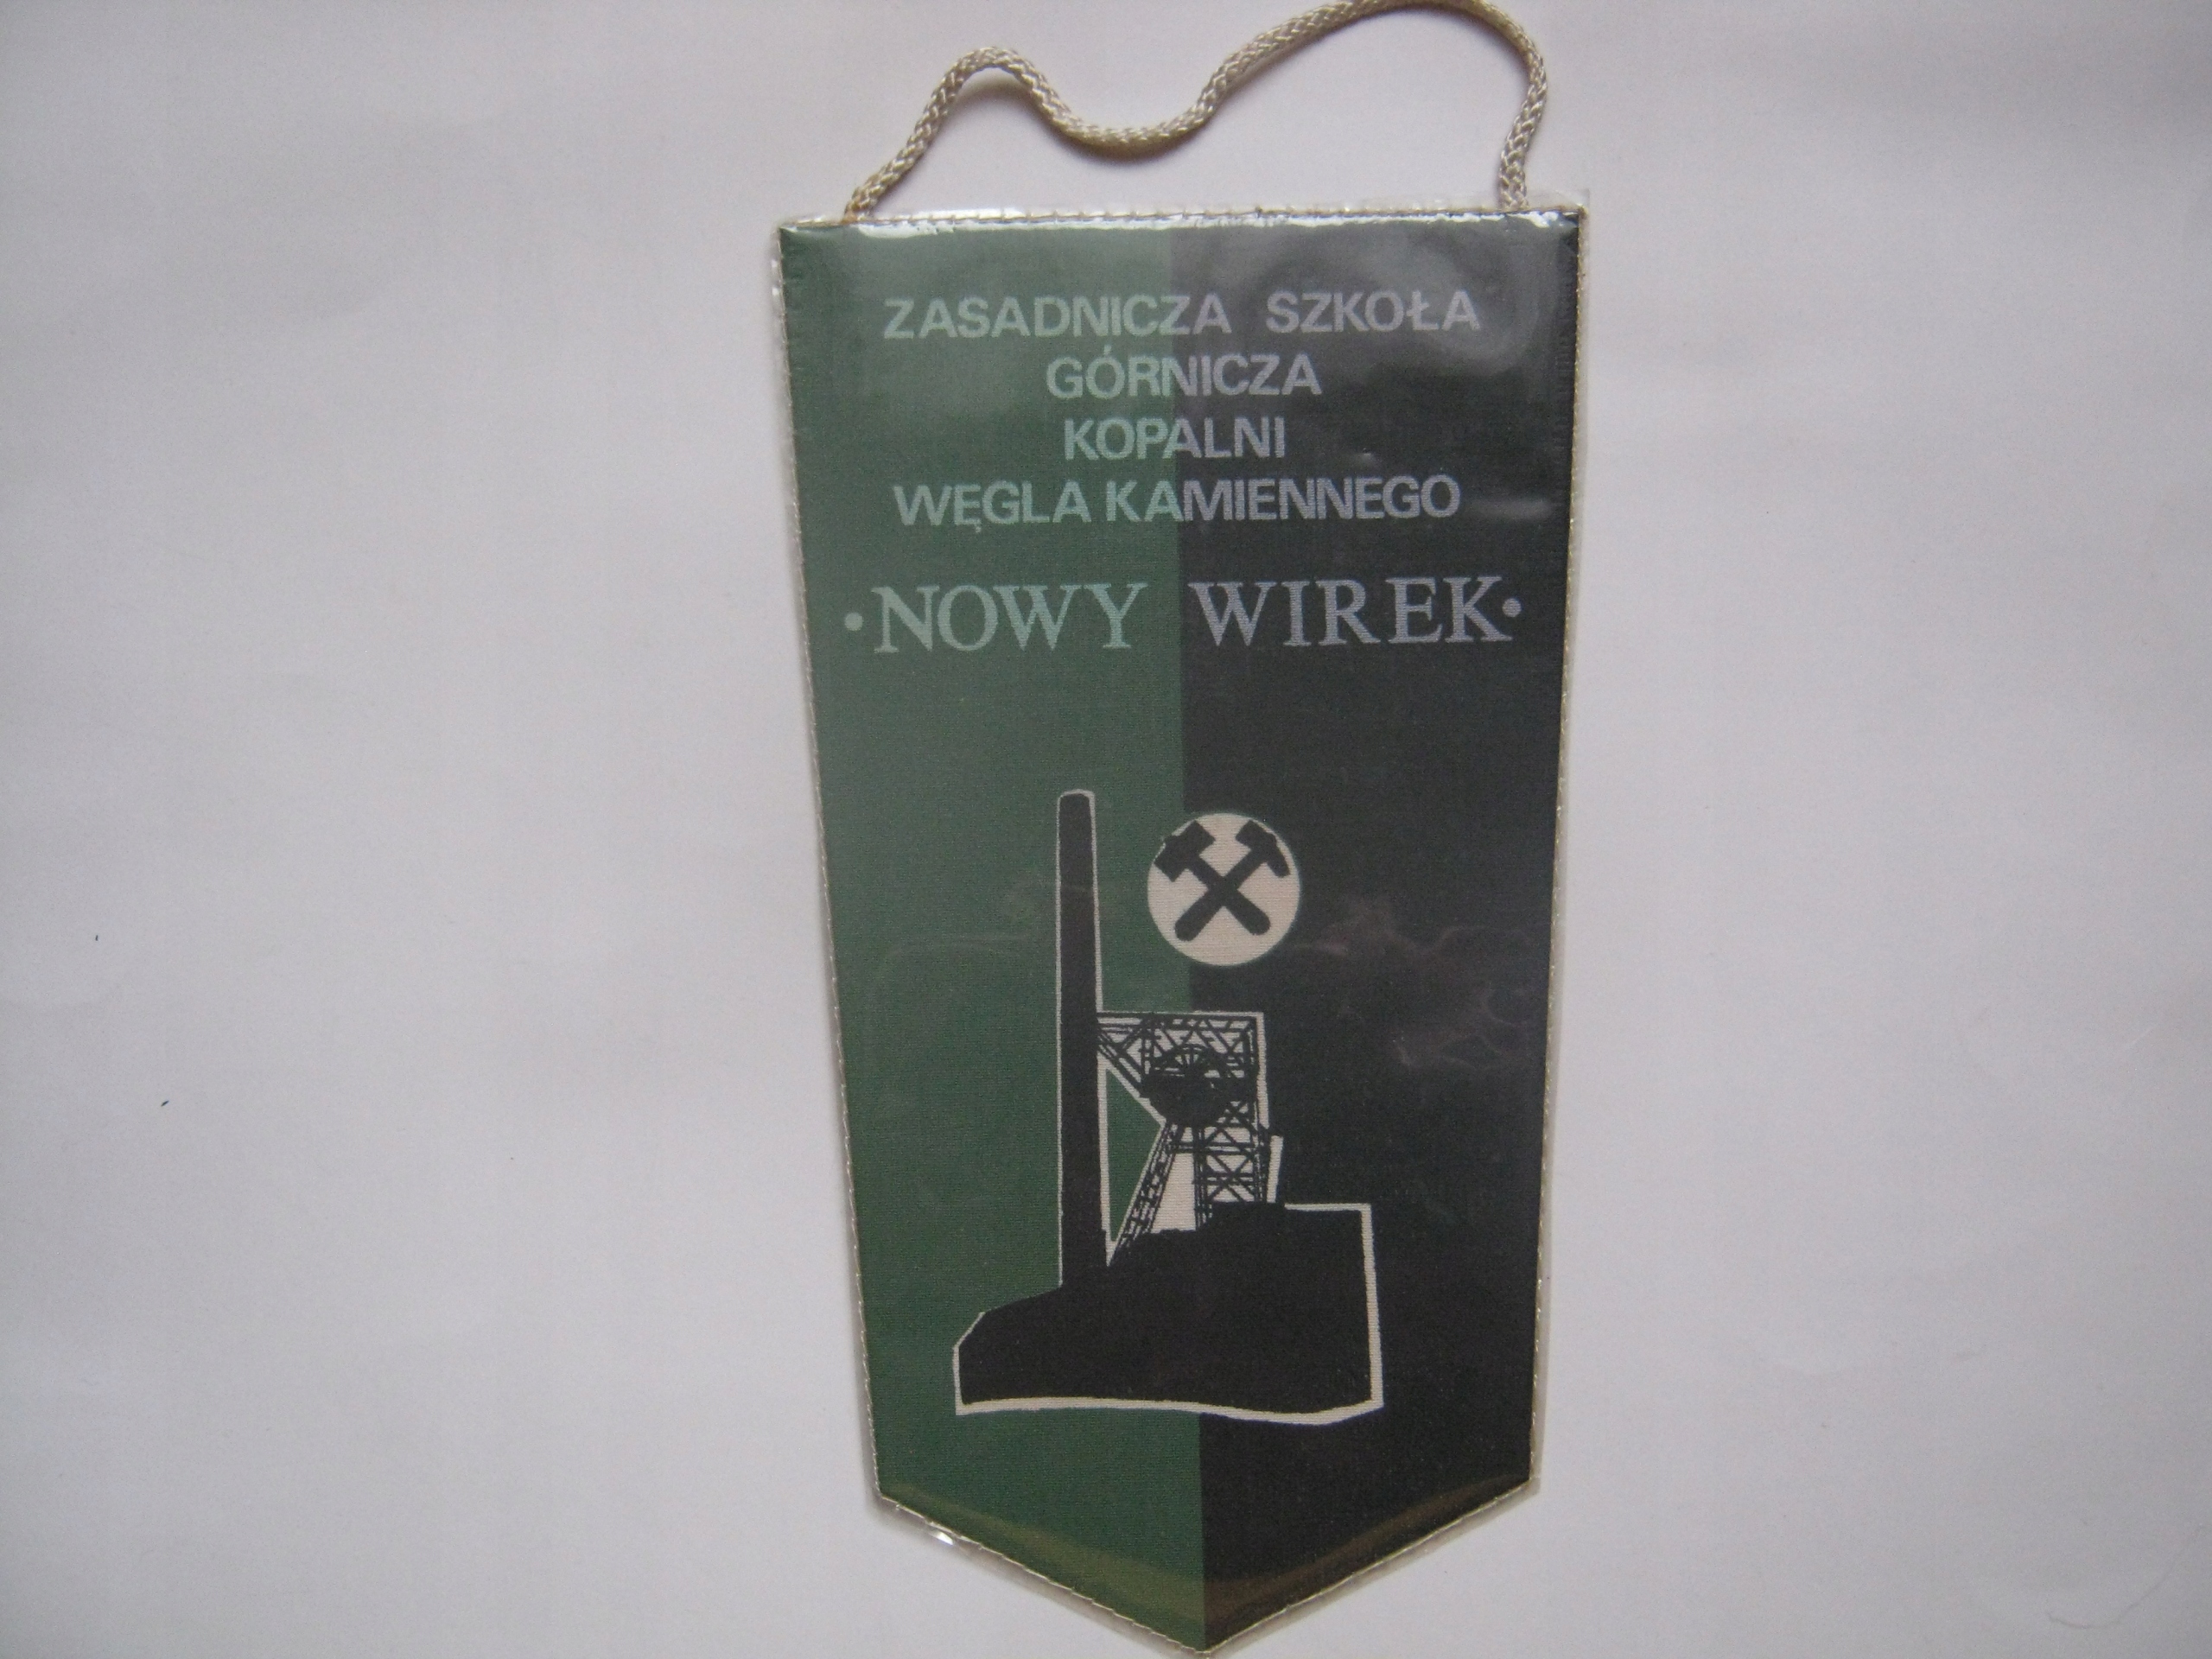 ZASADNICZA SZKOŁA
GÓRNICZA
KOPALNI
WĘGLA KAMIENNEGO
•NOWY WIREK•